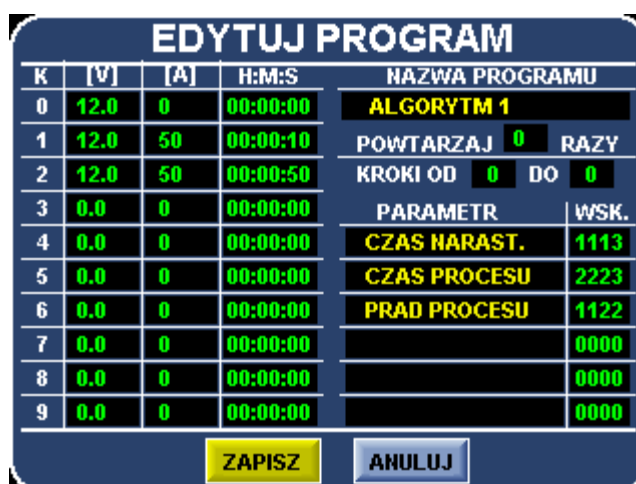 EDYTUJ PROGRAM
K [V] [A] H:M:S NAZWA PROGRAMU
0 12.0 0 00:00:00 ALGORYTM 1
1 12.0 50 00:00:10 POWTARZAJ 0 RAZY
2 12.0 50 00:00:50 KROKI OD 0 DO 0
3 0.0 0 00:00:00 PARAMETR WSK.
4 0.0 0 00:00:00 CZAS NARAST. 1113
5 0.0 0 00:00:00 CZAS PROCESU 2223
6 0.0 0 00:00:00 PRAD PROCESU 1122
7 0.0 0 00:00:00 0000
8 0.0 0 00:00:00 0000
9 0.0 0 00:00:00 0000
ZAPISZ ANULUJ